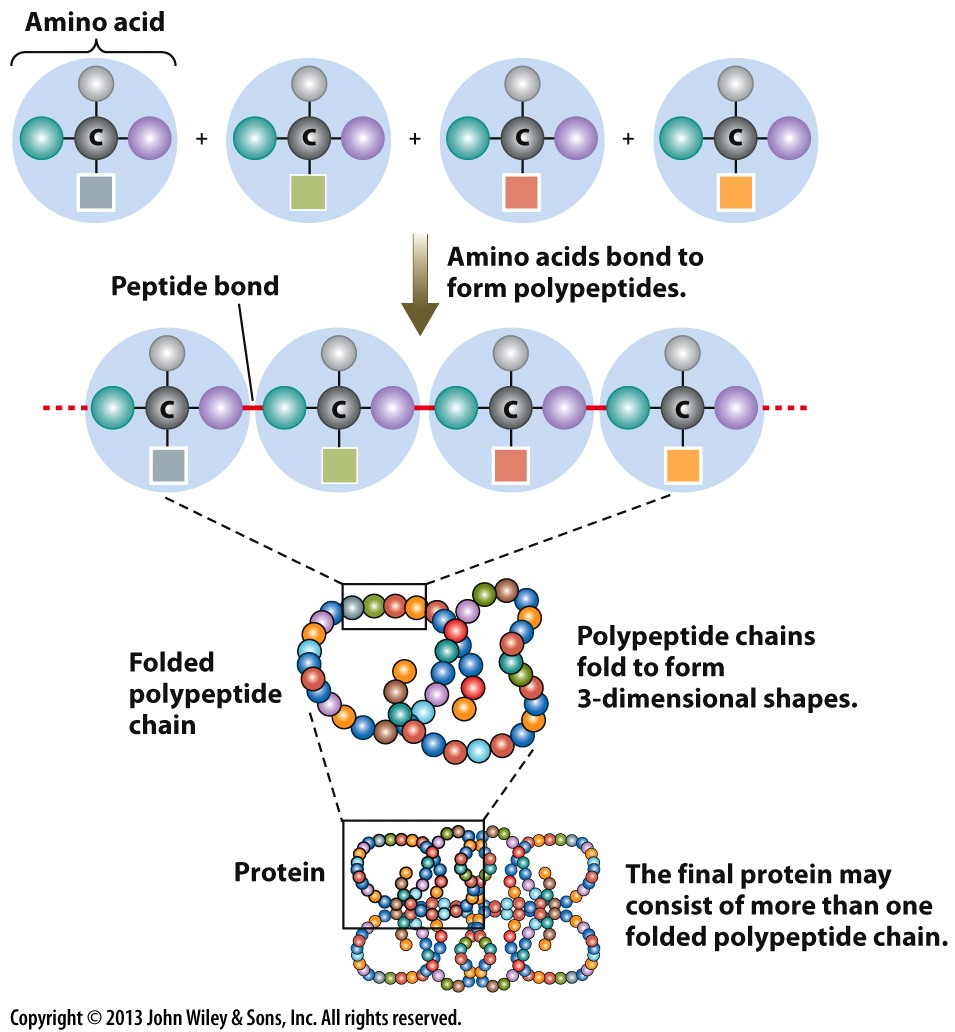 Amino acid
C + C + C + C
Amino acids bond to
form polypeptides.
Peptide bond
C C C C
Folded
polypeptide
chain
Polypeptide chains
fold to form
3-dimensional shapes.
Protein
The final protein may
consist of more than one
folded polypeptide chain.
Copyright © 2013 John Wiley & Sons, Inc. All rights reserved.